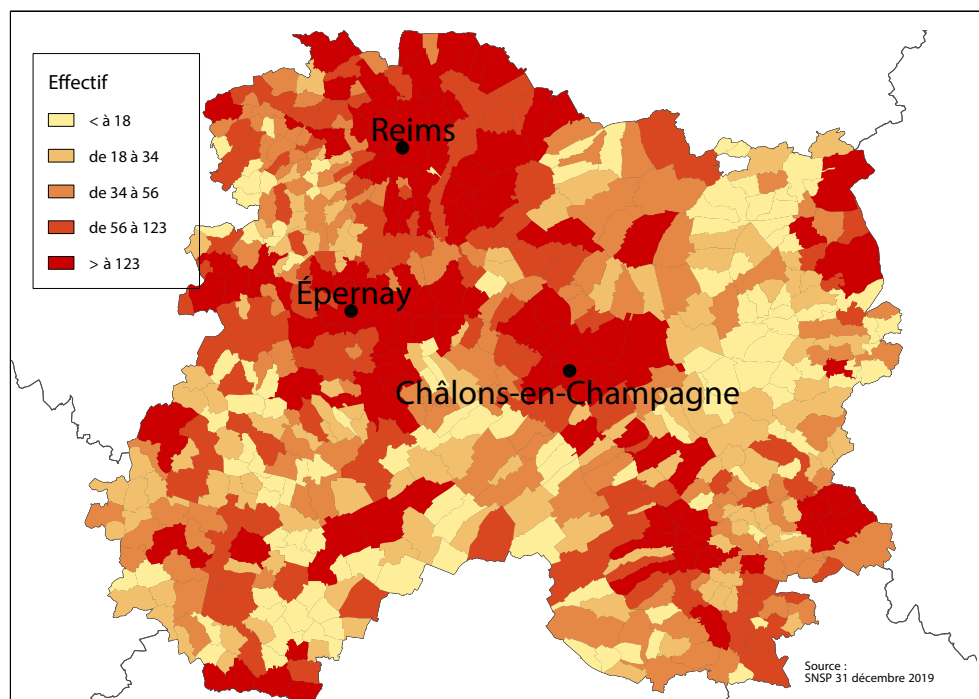 Effectif
< à 18
de 18 à 34
de 34 à 56
de 56 à 123
> à 123
Reims
Épernay
Châlons-en-Champagne
Source :
SNSP 31 décembre 2019